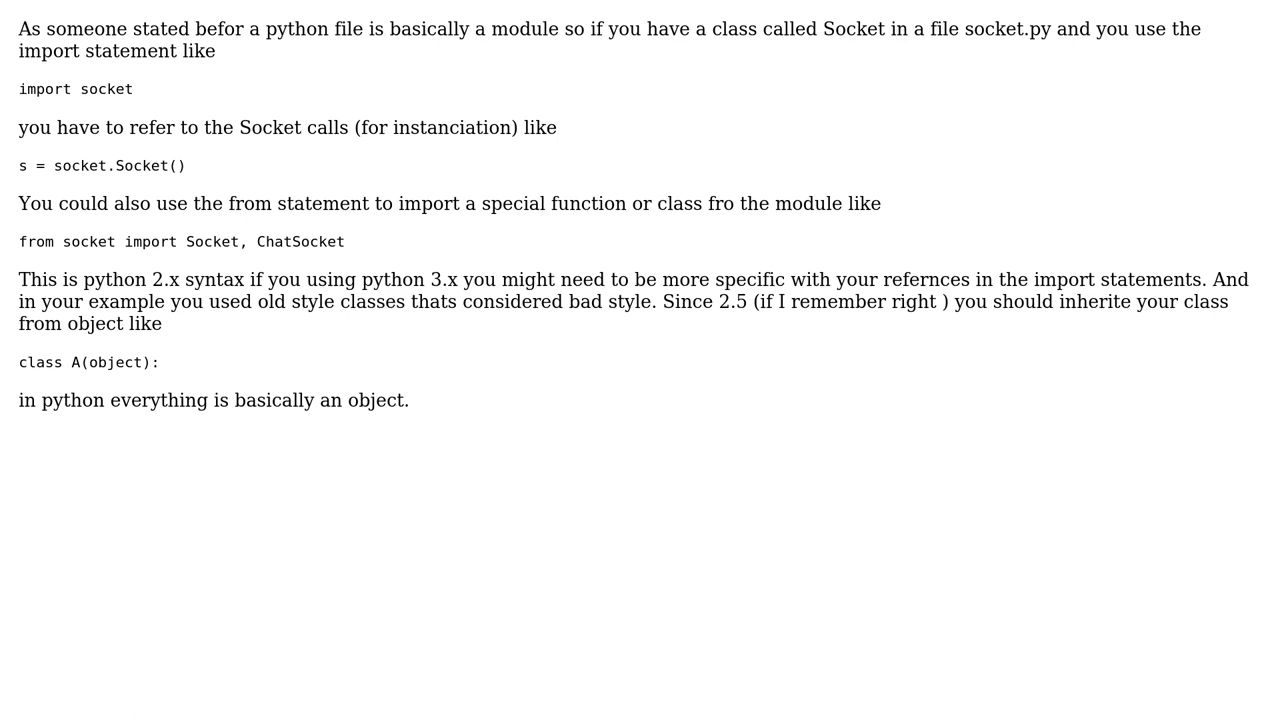 As someone stated befor a python file is basically a module so if you have a class called Socket in a file socket.py and you use the
import statement like
import socket
you have to refer to the Socket calls (for instanciation) like
s = socket.Socket()
You could also use the from statement to import a special function or class fro the module like
from socket import Socket, ChatSocket
This is python 2.x syntax if you using python 3.x you might need to be more specific with your refernces in the import statements. And
in your example you used old style classes thats considered bad style. Since 2.5 (if I remember right ) you should inherite your class
from object like
class A(object):
in python everything is basically an object.